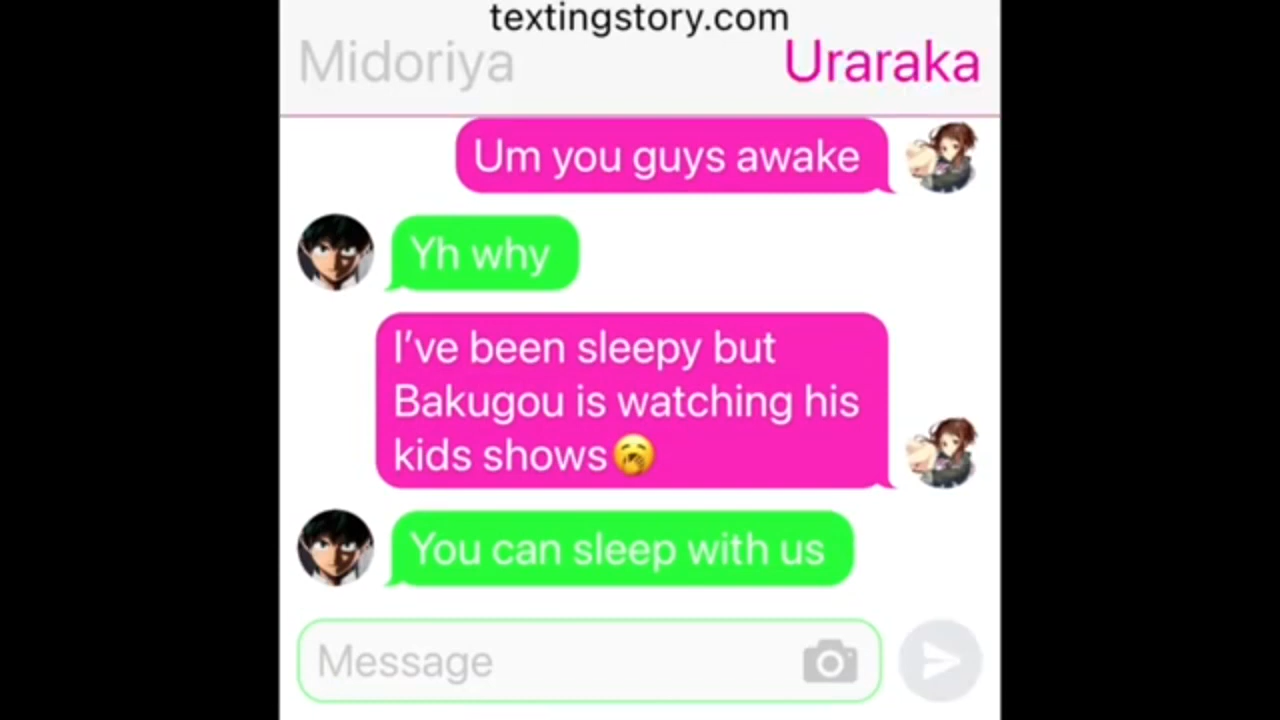 textingstory.com
Midoriya Uraraka
Um you guys awake
Yh why
I’ve been sleepy but
Bakugou is watching his
kids shows🥱
You can sleep with us
Message